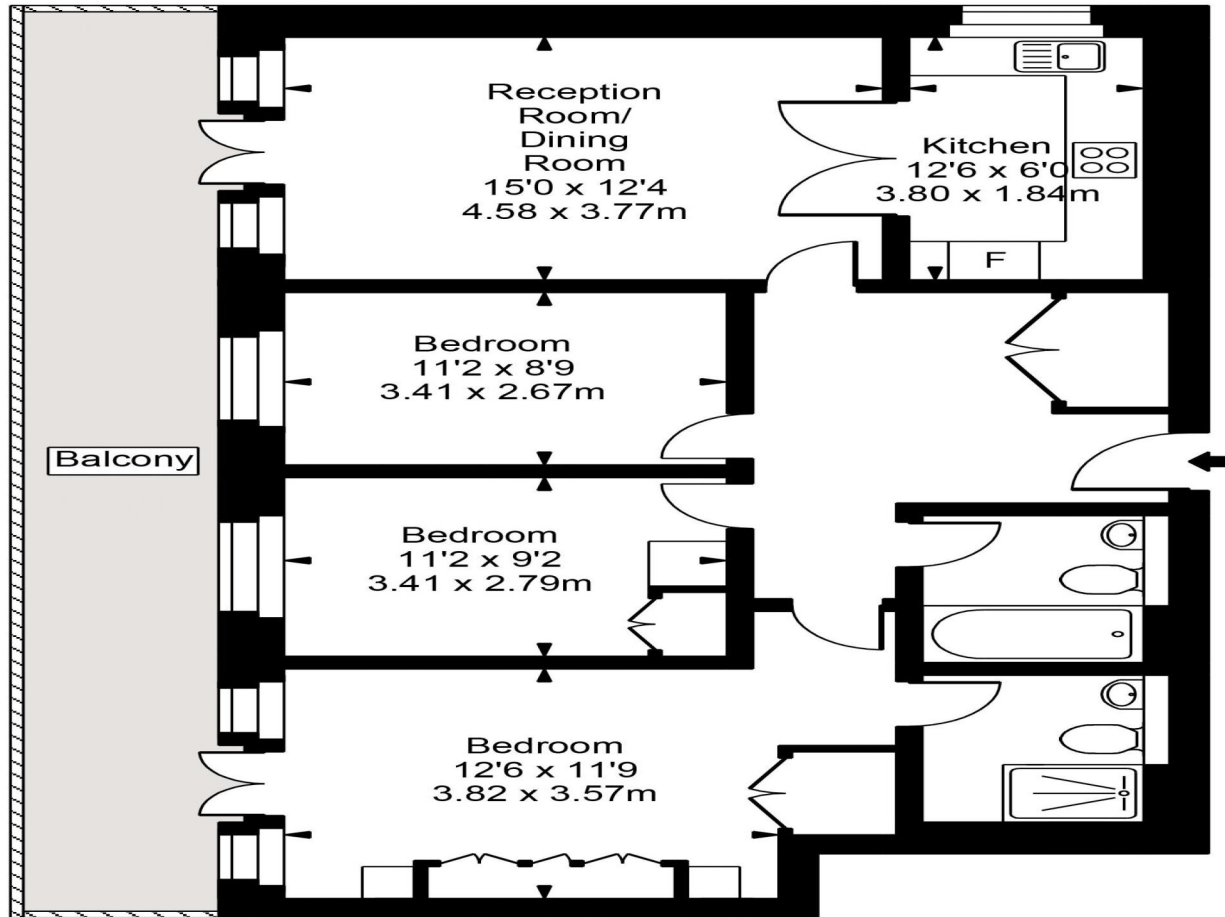 Reception
Room/
Dining
Room
15'0 x 12'4
4.58 x 3.77m
Kitchen
12'6 x 6'0
3.80 x 1.84m
F
Bedroom
11'2 x 8'9
3.41 x 2.67m
Balcony
Bedroom
11'2 x 9'2
3.41 x 2.79m
Bedroom
12'6 x 11'9
3.82 x 3.57m